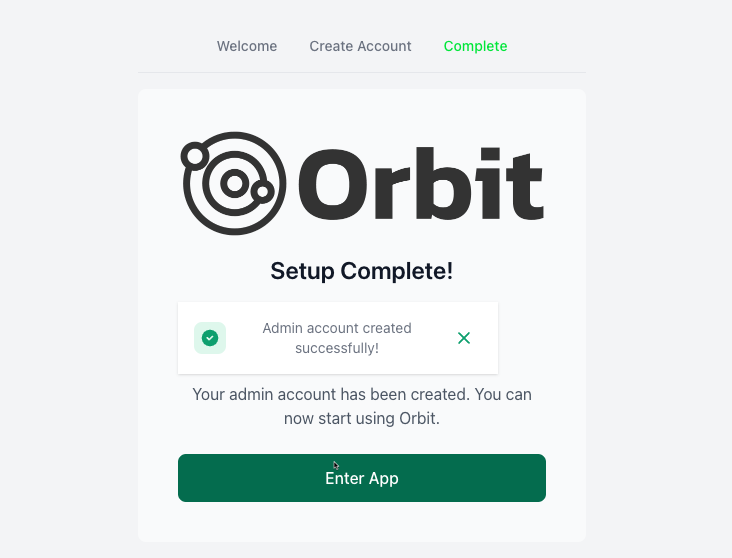 Welcome Create Account Complete
Orbit
Setup Complete!
Admin account created
successfully!
Your admin account has been created. You can
now start using Orbit.
Enter App